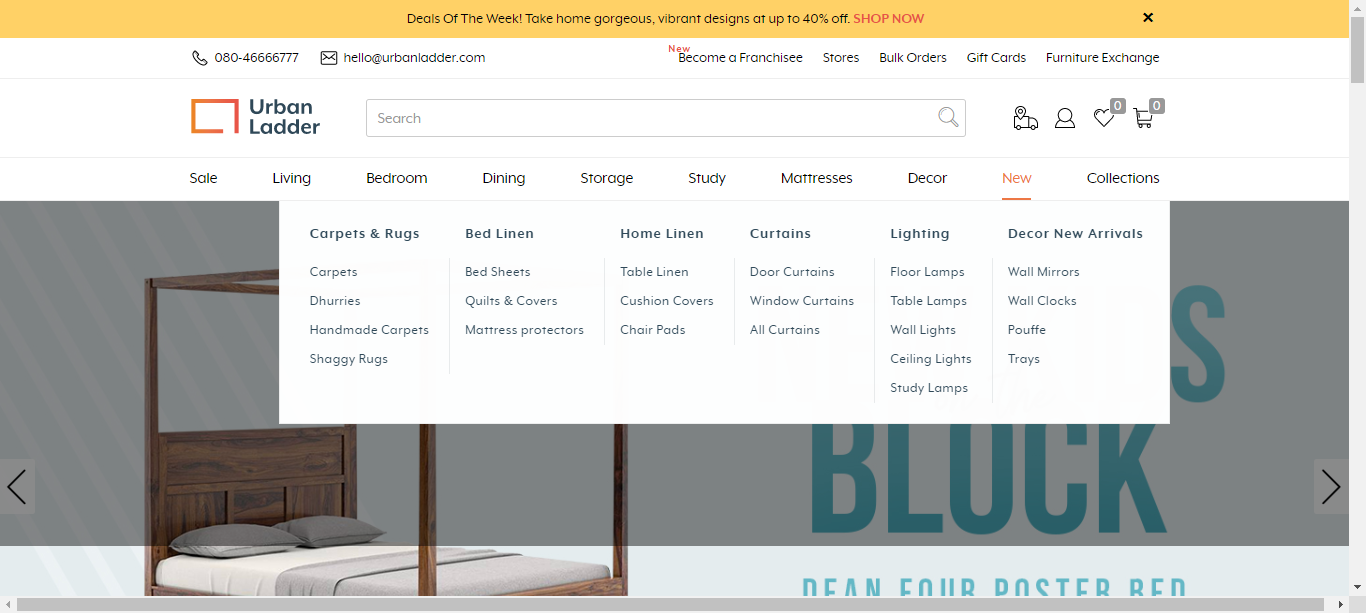 Deals Of The Week! Take home gorgeous, vibrant designs at up to 40% off. SHOP NOW
080-46666777 hello@urbanladder.com New Become a Franchisee Stores Bulk Orders Gift Cards Furniture Exchange
Urban
Ladder
Search
0 0
Sale Living Bedroom Dining Storage Study Mattresses Decor New Collections
Carpets & Rugs Bed Linen Home Linen Curtains Lighting Decor New Arrivals
Carpets Bed Sheets Table Linen Door Curtains Floor Lamps Wall Mirrors
Dhurries Quilts & Covers Cushion Covers Window Curtains Table Lamps Wall Clocks
Handmade Carpets Mattress protectors Chair Pads All Curtains Wall Lights Pouffe
Shaggy Rugs Ceiling Lights Trays
Study Lamps
BLOCK
DEAN FOUR POSTER BED